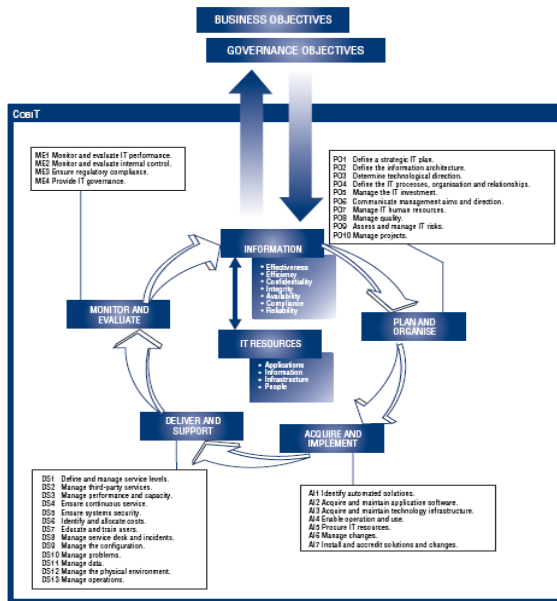 BUSINESS OBJECTIVES
GOVERNANCE OBJECTIVES
COBIT
ME1 Monitor and evaluate IT performance.
ME2 Monitor and evaluate internal control.
ME3 Ensure regulatory compliance.
ME4 Provide IT governance.
PO1 Define a strategic IT plan.
PO2 Define the information architecture.
PO3 Determine technological direction.
PO4 Define the IT processes, organisation and relationships.
PO5 Manage the IT investment.
PO6 Communicate management aims and direction.
PO7 Manage IT human resources.
PO8 Manage quality.
PO9 Assess and manage IT risks.
PO10 Manage projects.
INFORMATION
Effectiveness
Efficiency
Confidentiality
Integrity
Availability
Compliance
Reliability
MONITOR AND
EVALUATE
PLAN AND
ORGANISE
IT RESOURCES
Applications
Information
Infrastructure
People
DELIVER AND
SUPPORT
ACQUIRE AND
IMPLEMENT
DS1 Define and manage service levels.
DS2 Manage third-party services.
DS3 Manage performance and capacity.
DS4 Ensure continuous service.
DS5 Ensure systems security.
DS6 Identify and allocate costs.
DS7 Educate and train users.
DS8 Manage service desk and incidents.
DS9 Manage the configuration.
DS10 Manage problems.
DS11 Manage data.
DS12 Manage the physical environment.
DS13 Manage operations.
AI1 Identify automated solutions.
AI2 Acquire and maintain application software.
AI3 Acquire and maintain technology infrastructure.
AI4 Enable operation and use.
AI5 Procure IT resources.
AI6 Manage changes.
AI7 Install and accredit solutions and changes.